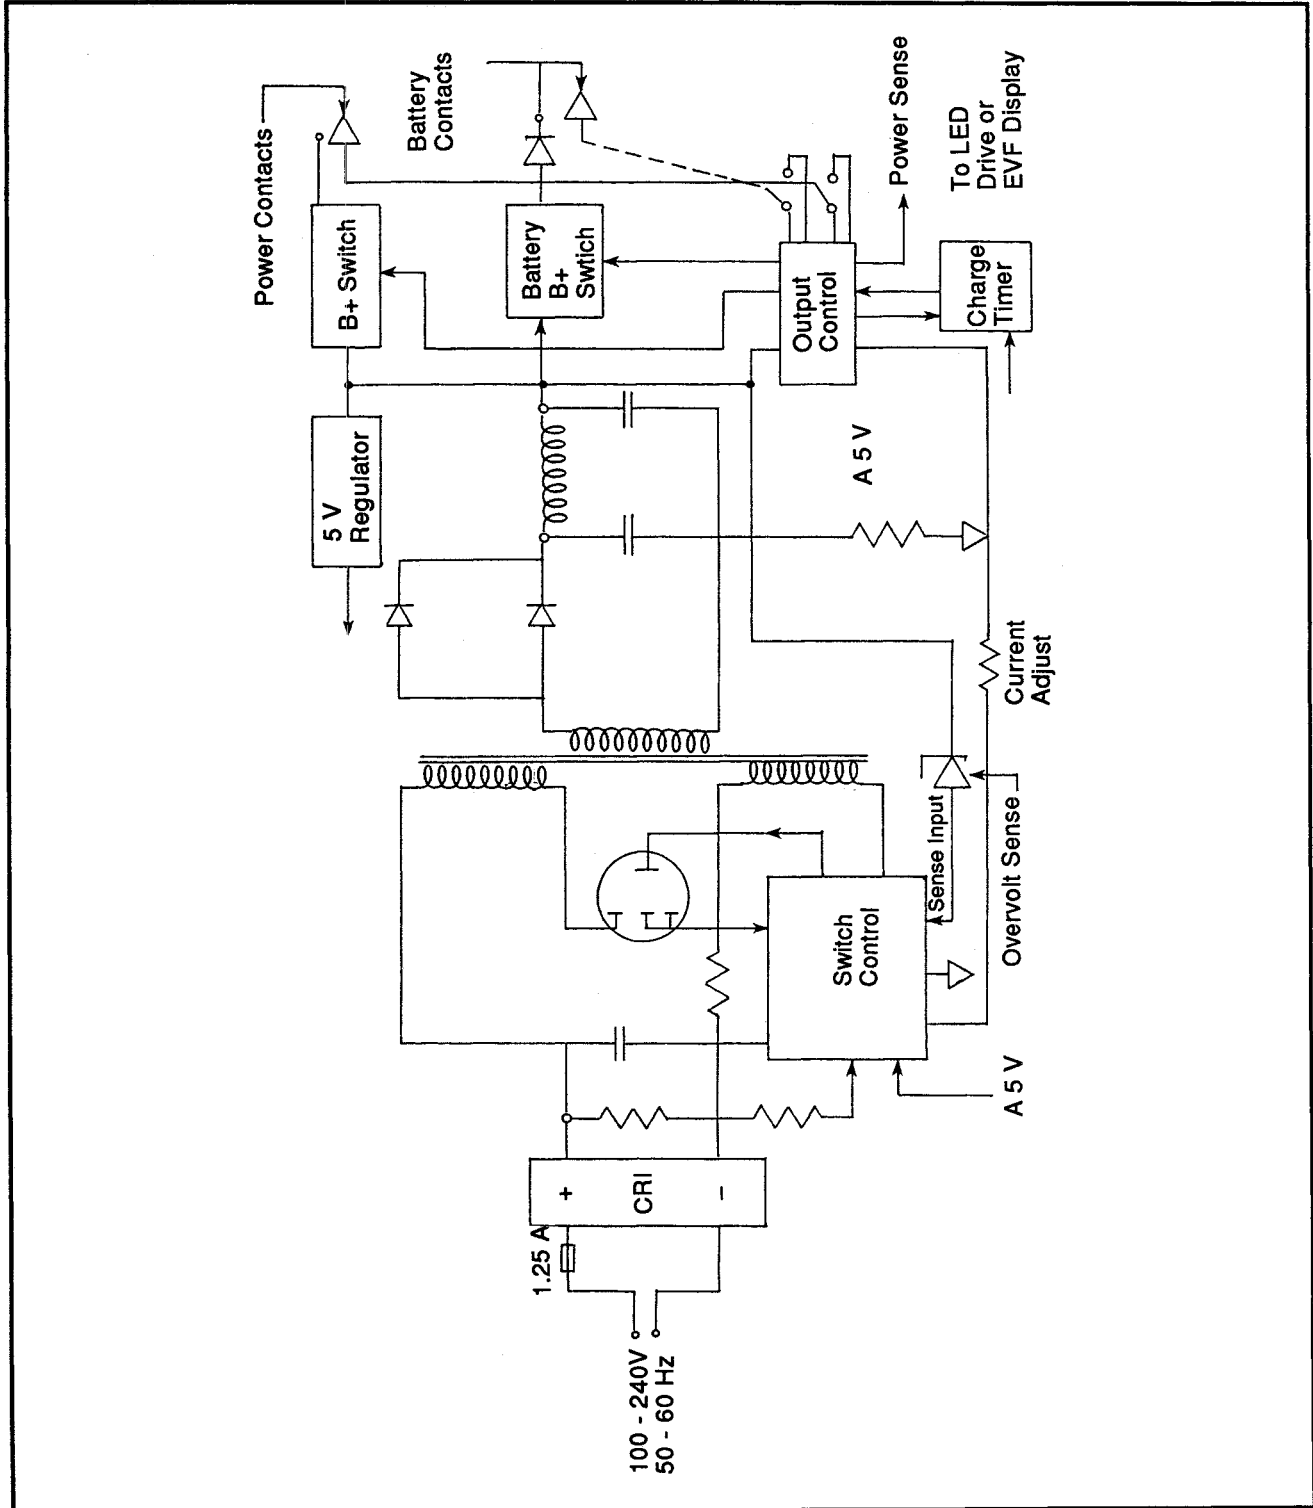 Power Contacts
B+ Switch
5 V
Regulator
Battery
Contacts
Battery
B+
Swtich
Output
Control
Power Sense
To LED
Drive or
EVF Display
Charge
Timer
A 5 V
Current
Adjust
Sense Input
Overvolt Sense
Switch
Control
A 5 V
+
CRI
-
1.25 A
100 - 240V
50 - 60 Hz